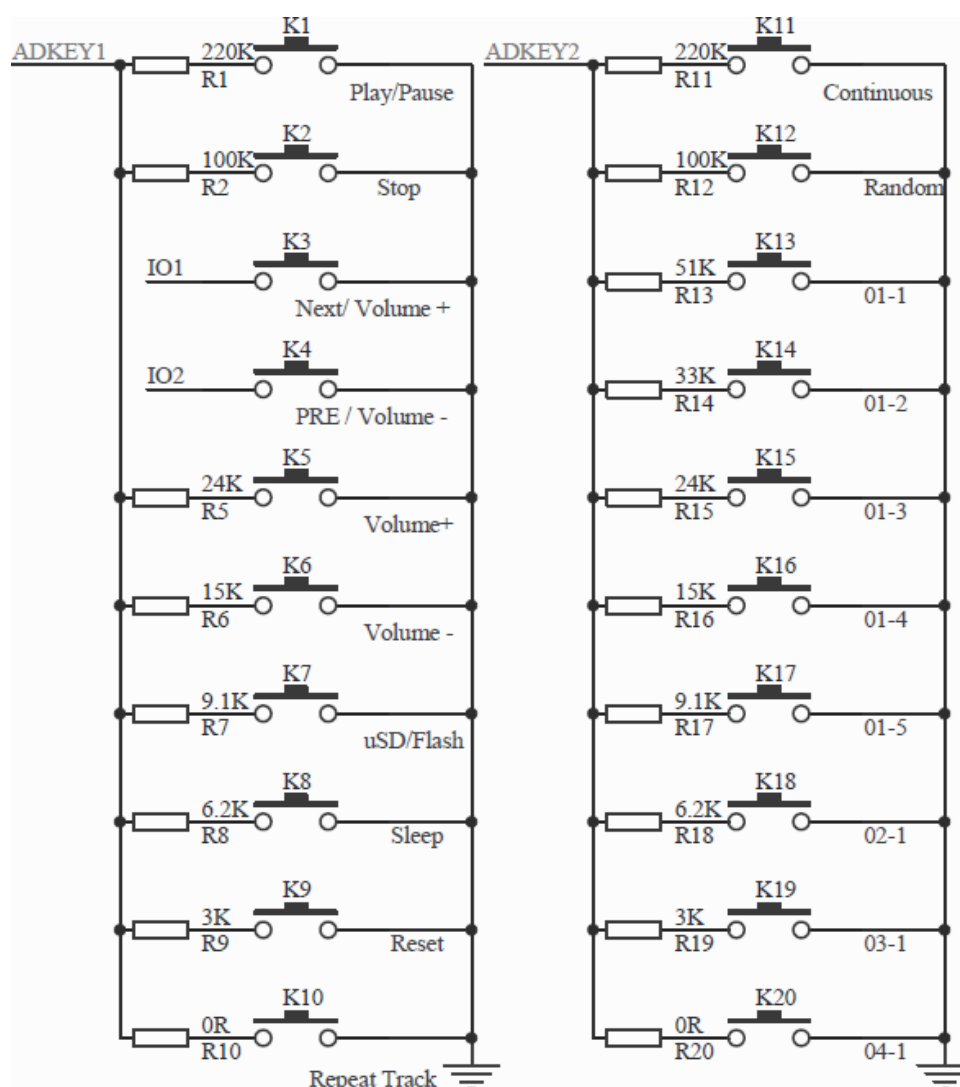 ADKEY1
220K
K1
R1
Play/Pause
100K
K2
R2
Stop
IO1
K3
Next/ Volume +
IO2
K4
PRE / Volume -
24K
K5
R5
Volume+
15K
K6
R6
Volume -
9.1K
K7
R7
uSD/Flash
6.2K
K8
R8
Sleep
3K
K9
R9
Reset
0R
K10
R10
Repeat Track
ADKEY2
220K
K11
R11
Continuous
100K
K12
R12
Random
51K
K13
R13
01-1
33K
K14
R14
01-2
24K
K15
R15
01-3
15K
K16
R16
01-4
9.1K
K17
R17
01-5
6.2K
K18
R18
02-1
3K
K19
R19
03-1
0R
K20
R20
04-1